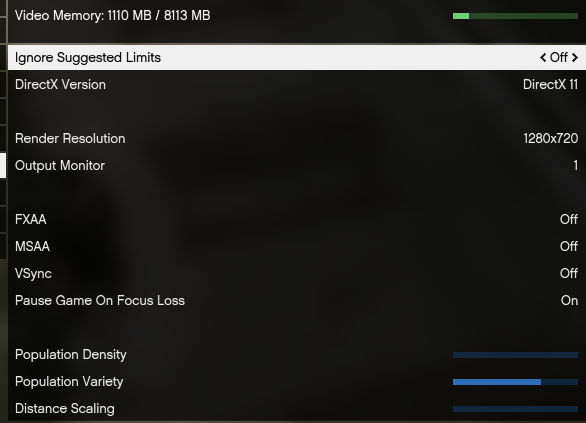 Video Memory: 1110 MB / 8113 MB
Ignore Suggested Limits < Off >
DirectX Version DirectX 11
Render Resolution 1280x720
Output Monitor 1
FXAA Off
MSAA Off
VSync Off
Pause Game On Focus Loss On
Population Density
Population Variety
Distance Scaling